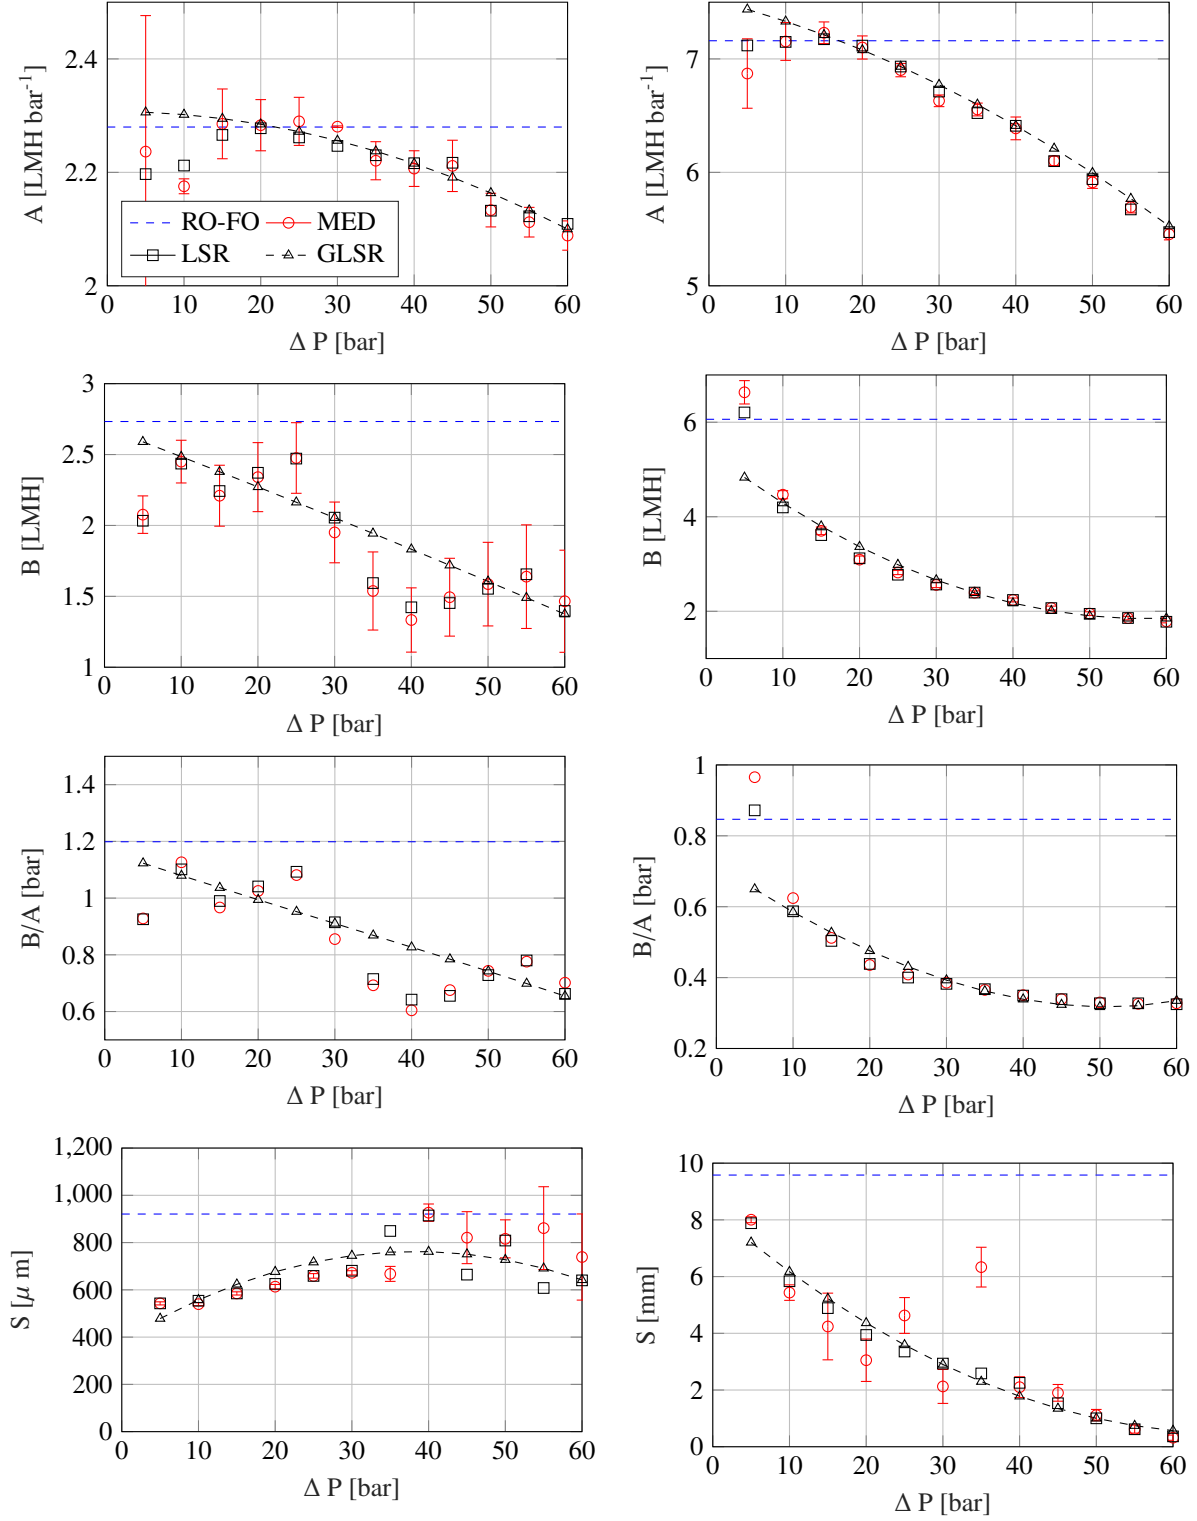 2.4
2.2
2
A [LMH bar-1]
RO-FO MED
LSR GLSR
0 10 20 30 40 50 60
Δ P [bar]
7
6
5
A [LMH bar-1]
0 10 20 30 40 50 60
Δ P [bar]
3
2.5
2
1.5
1
B [LMH]
0 10 20 30 40 50 60
Δ P [bar]
6
4
2
B [LMH]
0 10 20 30 40 50 60
Δ P [bar]
1.4
1.2
1
0.8
0.6
B/A [bar]
0 10 20 30 40 50 60
Δ P [bar]
1
0.8
0.6
0.4
0.2
B/A [bar]
0 10 20 30 40 50 60
Δ P [bar]
1,200
1,000
800
600
400
200
0
S [μ m]
0 10 20 30 40 50 60
Δ P [bar]
10
8
6
4
2
0
S [mm]
0 10 20 30 40 50 60
Δ P [bar]